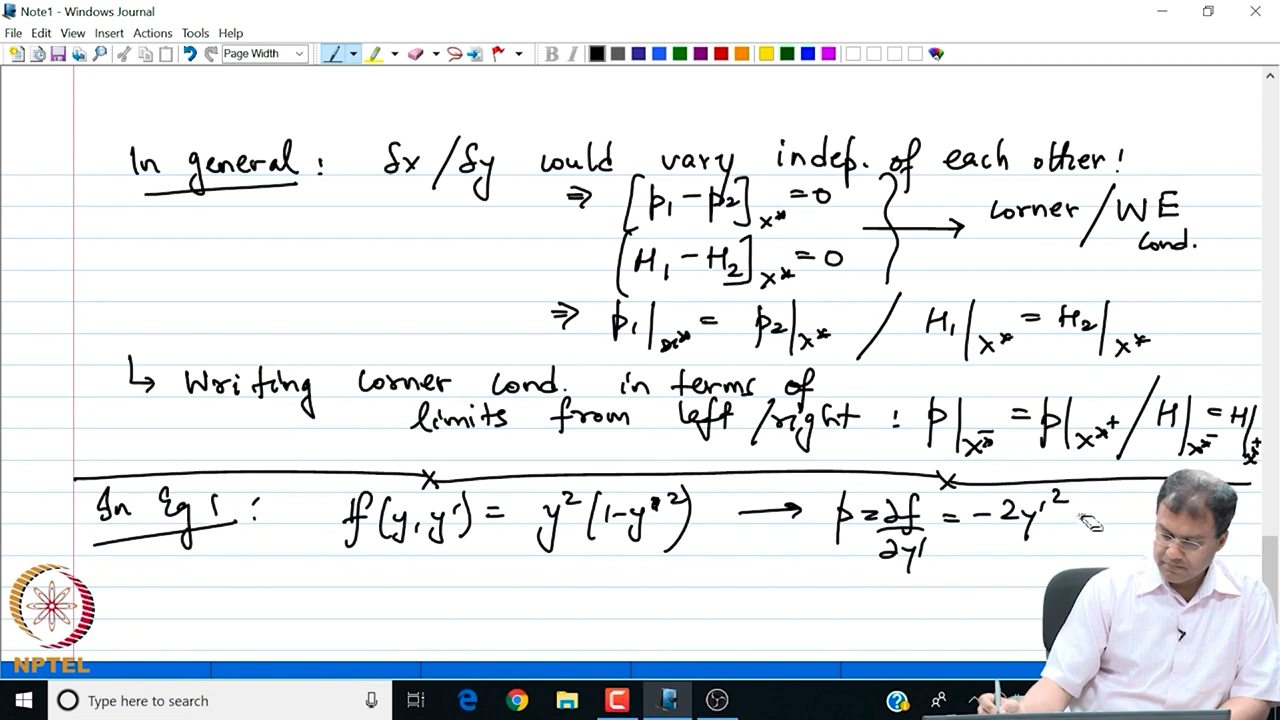 Note1 - Windows Journal
File Edit View Insert Actions Tools Help
Page Width B I
In general : δx / δy would vary indep. of each other!
⇒ [p₁ - p₂]ₓ* = 0
corner / WE cond.
[H₁ - H₂]ₓ* = 0
⇒ p₁|ₓ* = p₂|ₓ* / H₁|ₓ* = H₂|ₓ*
↳ Writing corner cond. in terms of
limits from left/right : p|ₓ*⁻ = p|ₓ*⁺ / H|ₓ*⁻ = H|ₓ*⁺
In Eg 1 : f(y, y') = y²(1-y'²) → p = ∂f/∂y' = -2y'²
NPTEL
Type here to search